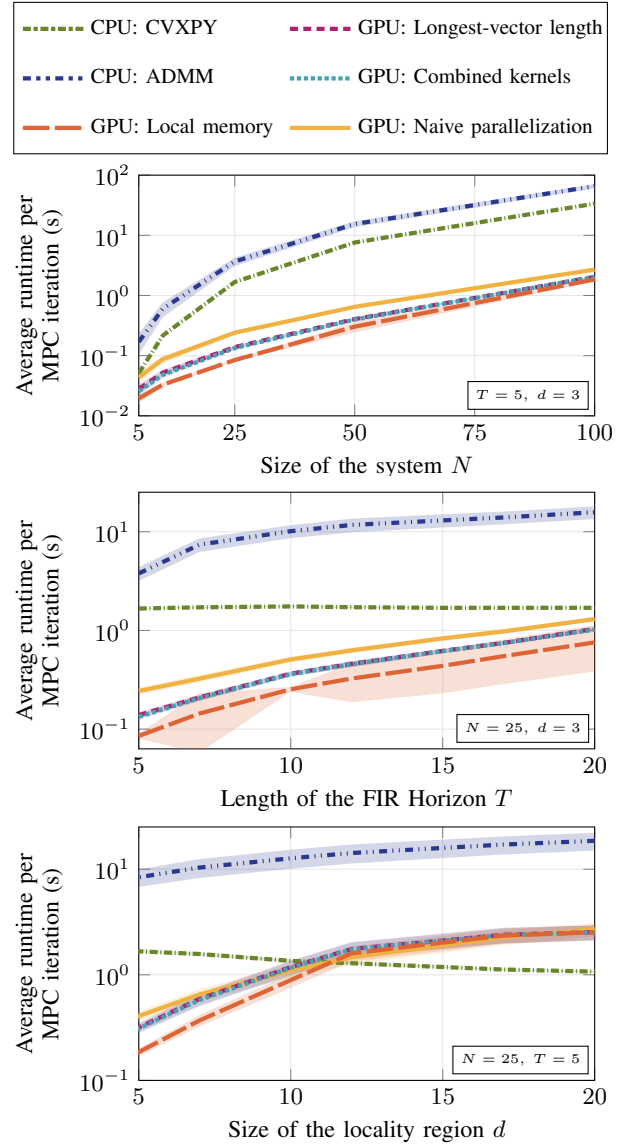 CPU: CVXPY
GPU: Longest-vector length
CPU: ADMM
GPU: Combined kernels
GPU: Local memory
GPU: Naive parallelization
Average runtime per
MPC iteration (s)
10^2
10^1
10^0
10^−1
10^−2
T = 5, d = 3
5 25 50 75 100
Size of the system N
Average runtime per
MPC iteration (s)
10^1
10^0
10^−1
N = 25, d = 3
5 10 15 20
Length of the FIR Horizon T
Average runtime per
MPC iteration (s)
10^1
10^0
10^−1
N = 25, T = 5
5 10 15 20
Size of the locality region d